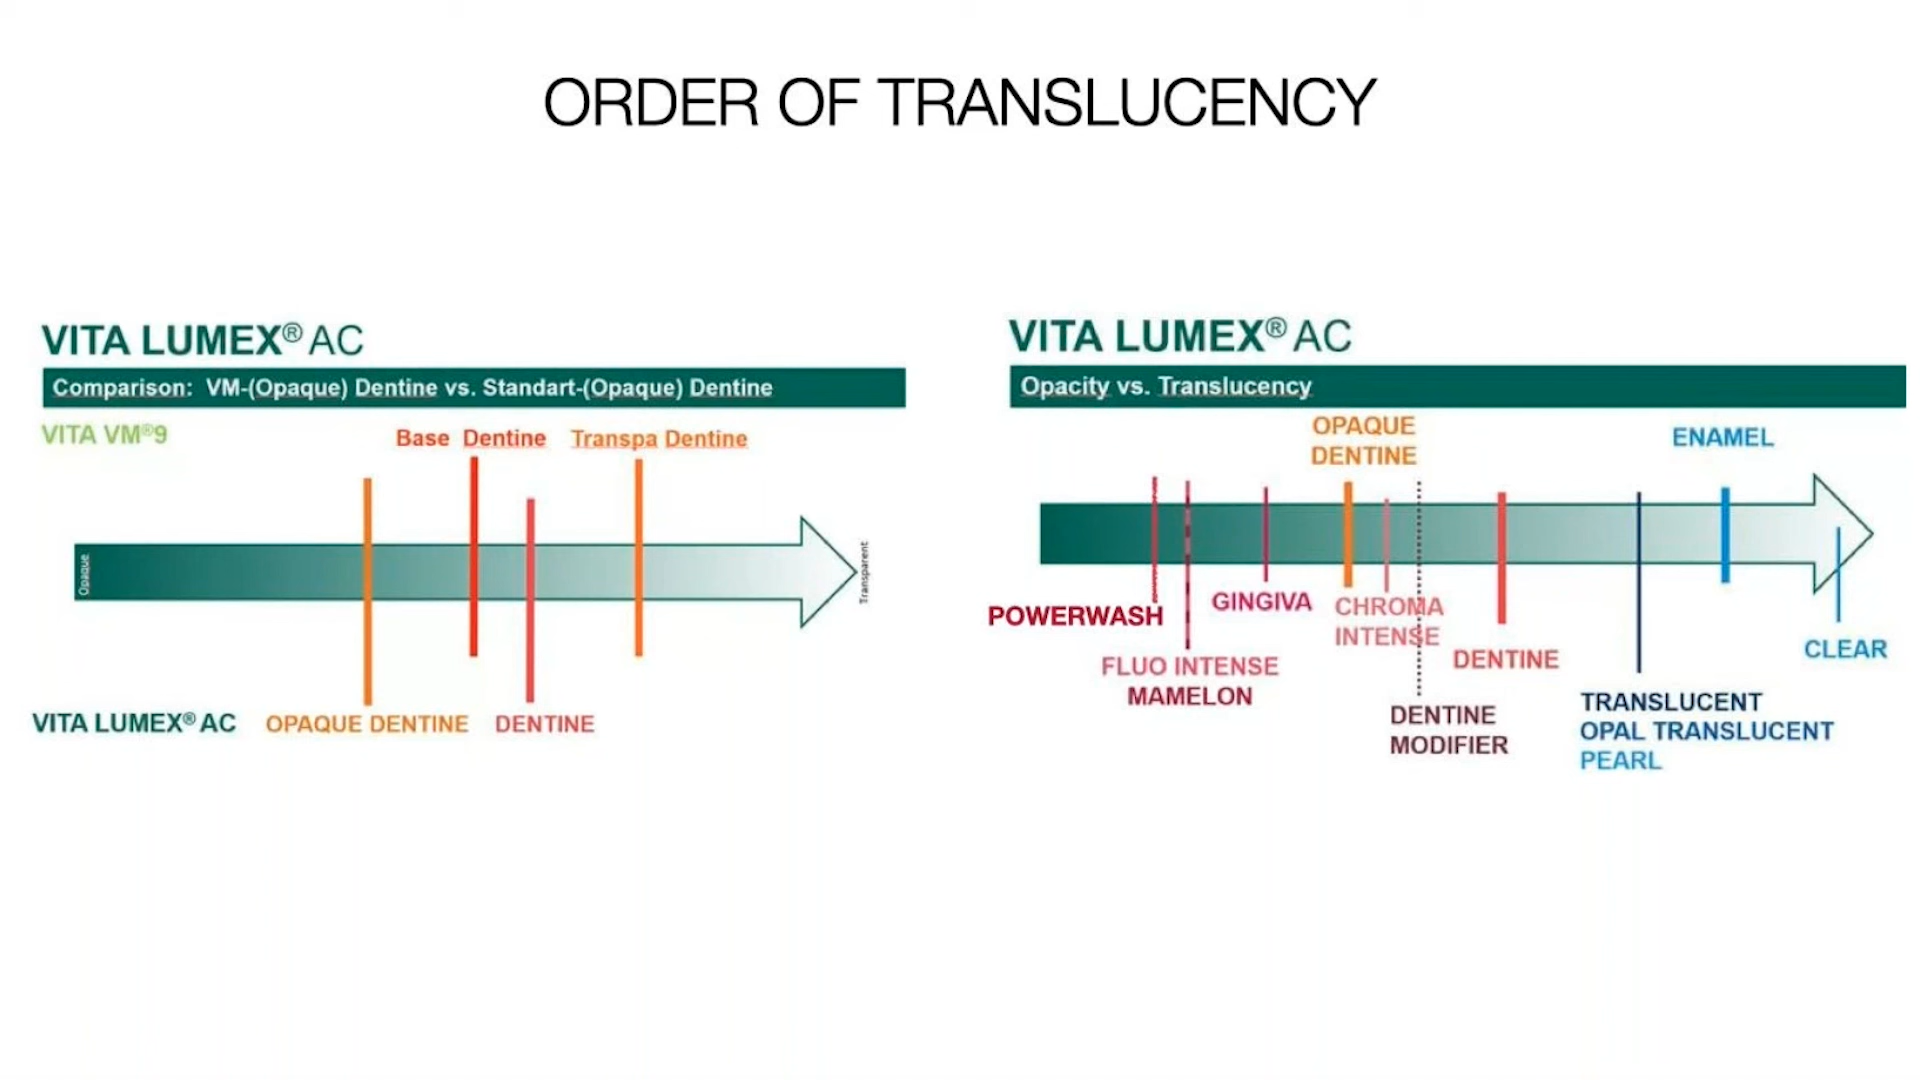 ORDER OF TRANSLUCENCY
VITA LUMEX® AC
Comparison: VM-(Opaque) Dentine vs. Standart-(Opaque) Dentine
VITA VM®9
Base Dentine
Transpa Dentine
Opaque
Transparent
VITA LUMEX® AC
OPAQUE DENTINE
DENTINE
VITA LUMEX® AC
Opacity vs. Translucency
OPAQUE
DENTINE
ENAMEL
POWERWASH
GINGIVA
CHROMA
INTENSE
FLUO INTENSE
MAMELON
DENTINE
CLEAR
DENTINE
MODIFIER
TRANSLUCENT
OPAL TRANSLUCENT
PEARL